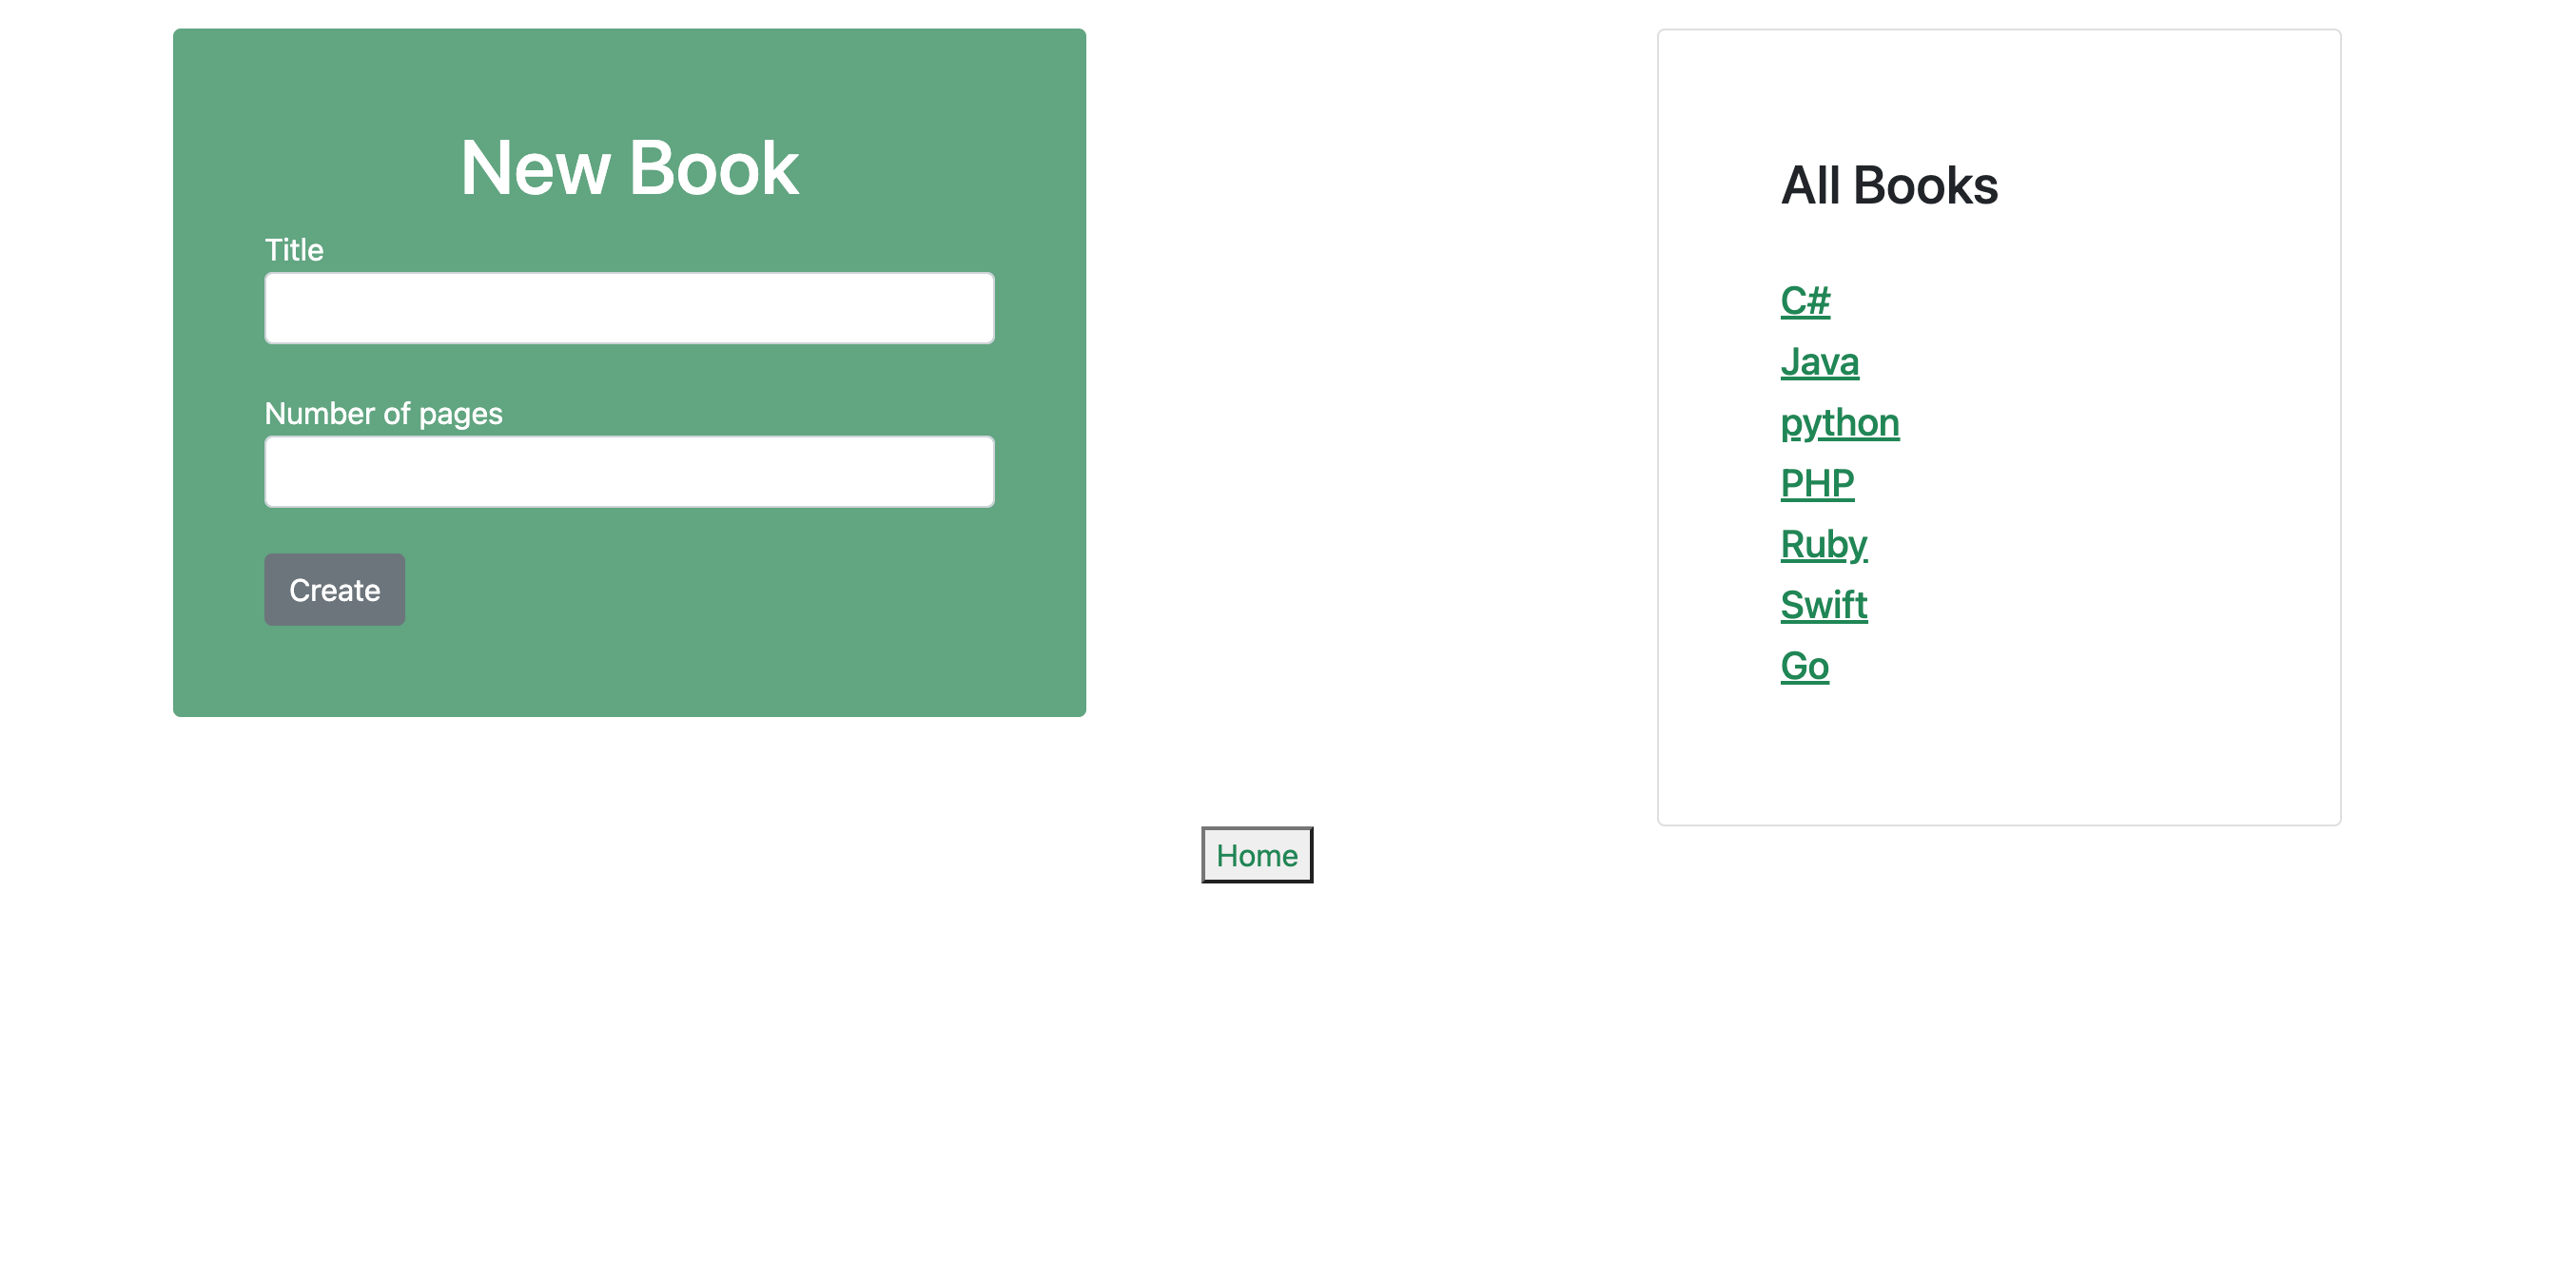 New Book
Title
Number of pages
Create
All Books
C#
Java
python
PHP
Ruby
Swift
Go
Home